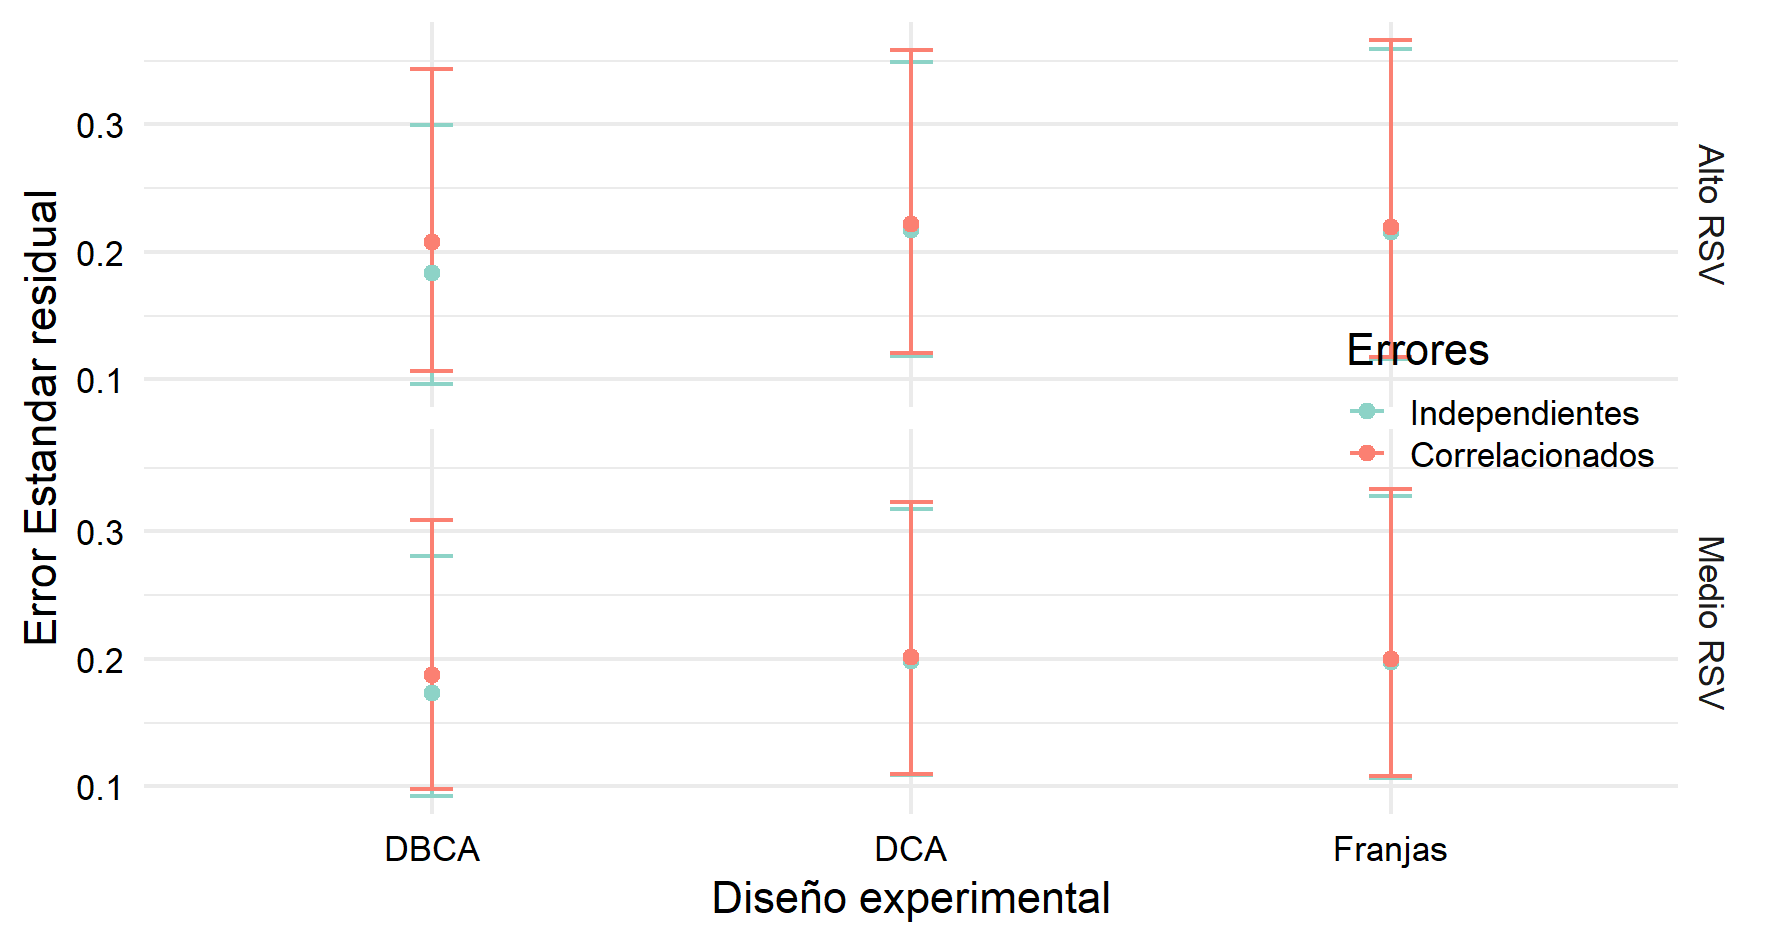 Error Estandar residual
0.3
0.2
0.1
Alto RSV
Errores
Independientes
Correlacionados
0.3
0.2
0.1
Medio RSV
DBCA
DCA
Franjas
Diseño experimental